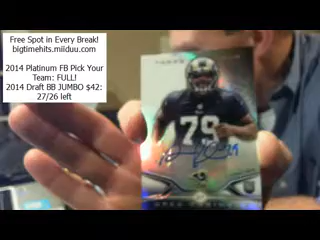 Free Spot in Every Break!
bigtimehits.miiduu.com
2014 Platinum FB Pick Your
Team: FULL!
2014 Draft BB JUMBO $42:
27/26 left
79